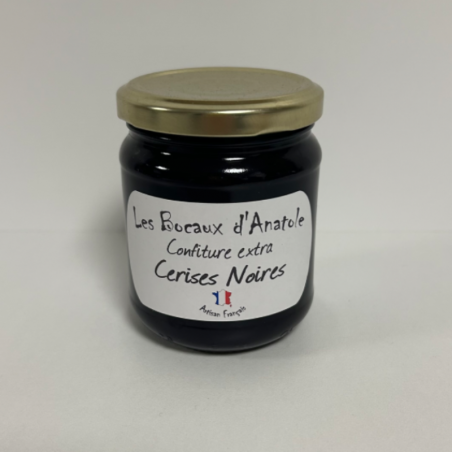 Les Bocaux d'Anatole
Confiture extra
Cerises Noires
Artisan Français